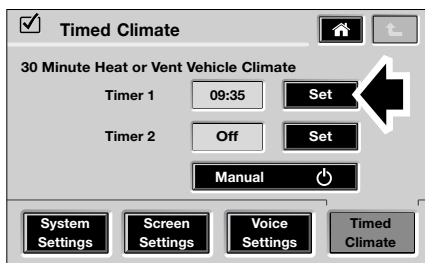 Timed Climate
30 Minute Heat or Vent Vehicle Climate
Timer 1 09:35 Set
Timer 2 Off Set
Manual
System Settings
Screen Settings
Voice Settings
Timed Climate